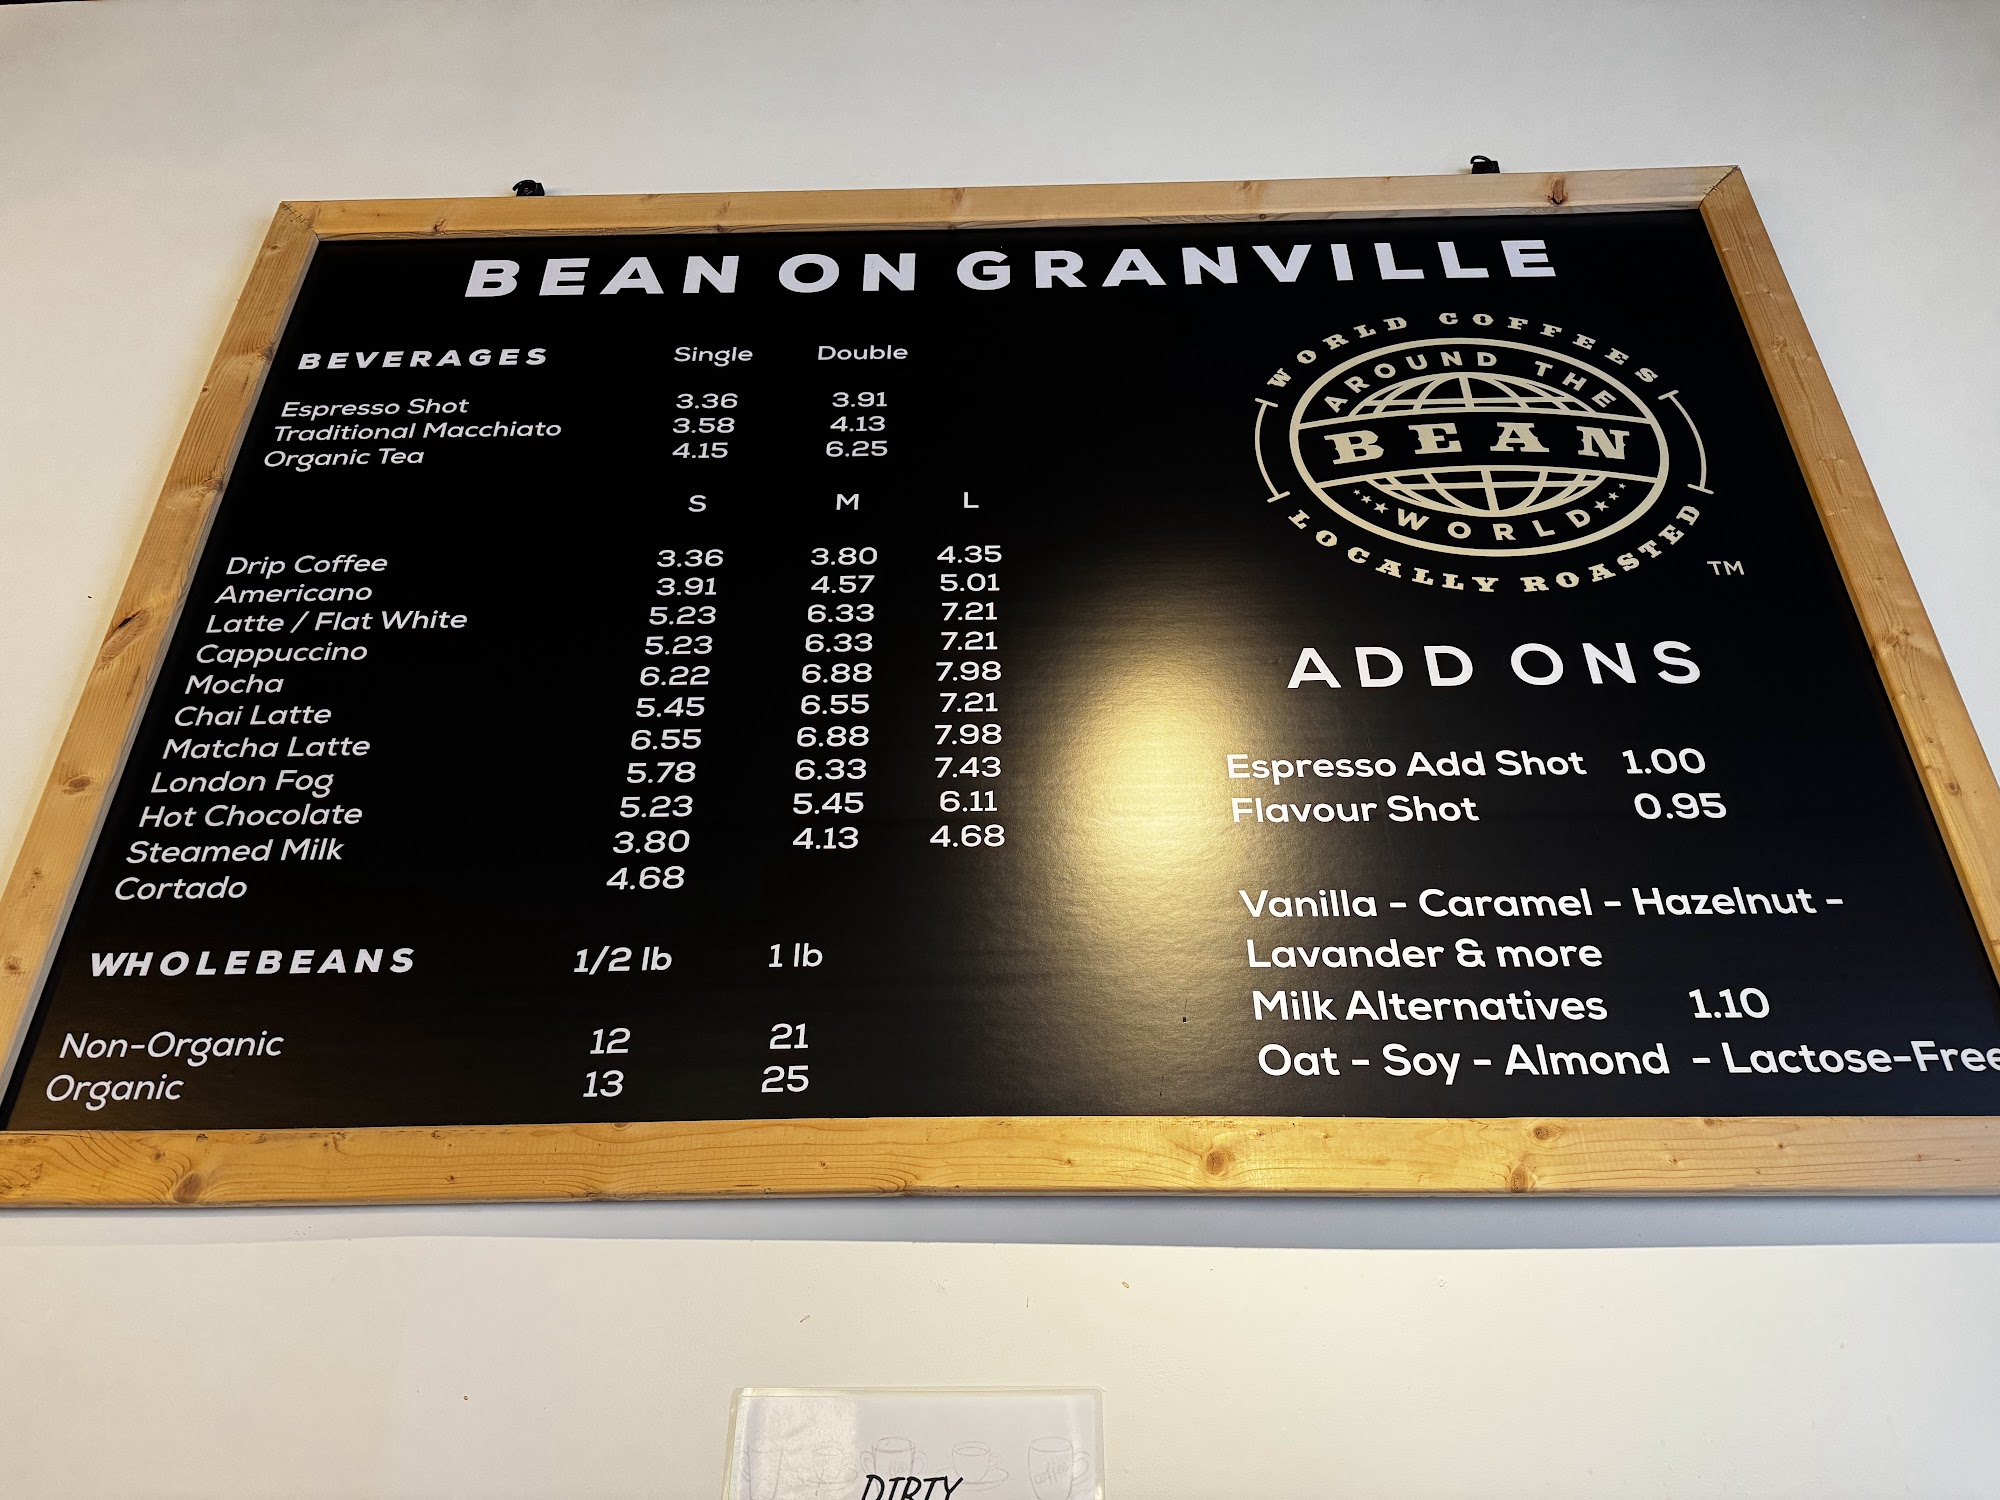 BEAN ON GRANVILLE
BEVERAGES Single Double
Espresso Shot 3.36 3.91
Traditional Macchiato 3.58 4.13
Organic Tea 4.15 6.25
S M L
Drip Coffee 3.36 3.80 4.35
Americano 3.91 4.57 5.01
Latte / Flat White 5.23 6.33 7.21
Cappuccino 5.23 6.33 7.21
Mocha 6.22 6.88 7.98
Chai Latte 5.45 6.55 7.21
Matcha Latte 6.55 6.88 7.98
London Fog 5.78 6.33 7.43
Hot Chocolate 5.23 5.45 6.11
Steamed Milk 3.80 4.13 4.68
Cortado 4.68
WHOLEBEANS 1/2 lb 1 lb
Non-Organic 12 21
Organic 13 25
WORLD COFFEES
AROUND THE
BEAN
WORLD
LOCALLY ROASTED
TM
ADD ONS
Espresso Add Shot 1.00
Flavour Shot 0.95
Vanilla - Caramel - Hazelnut -
Lavander & more
Milk Alternatives 1.10
Oat - Soy - Almond - Lactose-Free
DIRTY